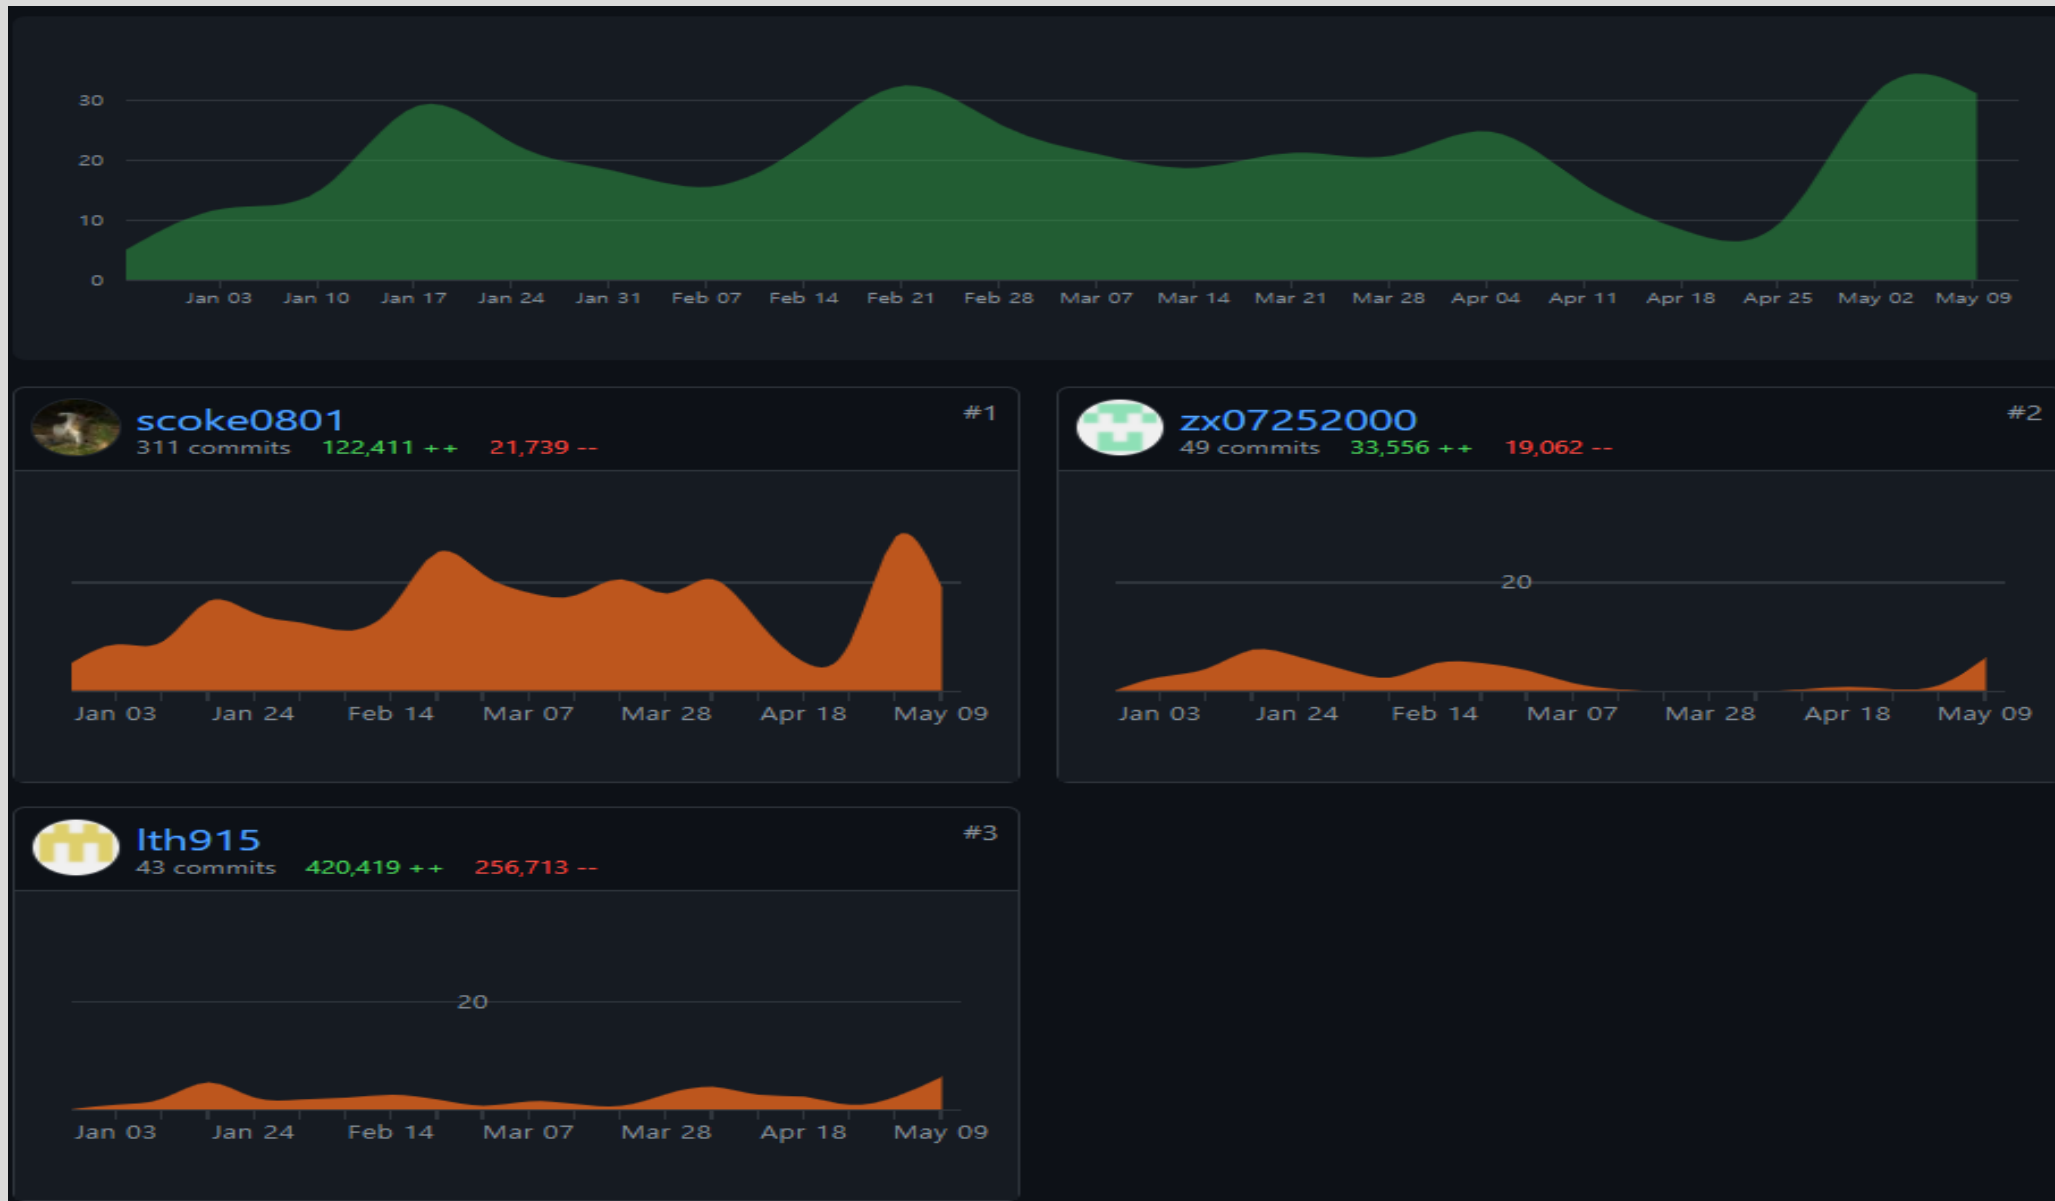 30
20
10
0
Jan 03 Jan 10 Jan 17 Jan 24 Jan 31 Feb 07 Feb 14 Feb 21 Feb 28 Mar 07 Mar 14 Mar 21 Mar 28 Apr 04 Apr 11 Apr 18 Apr 25 May 02 May 09
scoke0801 #1
311 commits 122,411 ++ 21,739 --
Jan 03 Jan 24 Feb 14 Mar 07 Mar 28 Apr 18 May 09
zx07252000 #2
49 commits 33,556 ++ 19,062 --
20
Jan 03 Jan 24 Feb 14 Mar 07 Mar 28 Apr 18 May 09
lth915 #3
43 commits 420,419 ++ 256,713 --
20
Jan 03 Jan 24 Feb 14 Mar 07 Mar 28 Apr 18 May 09